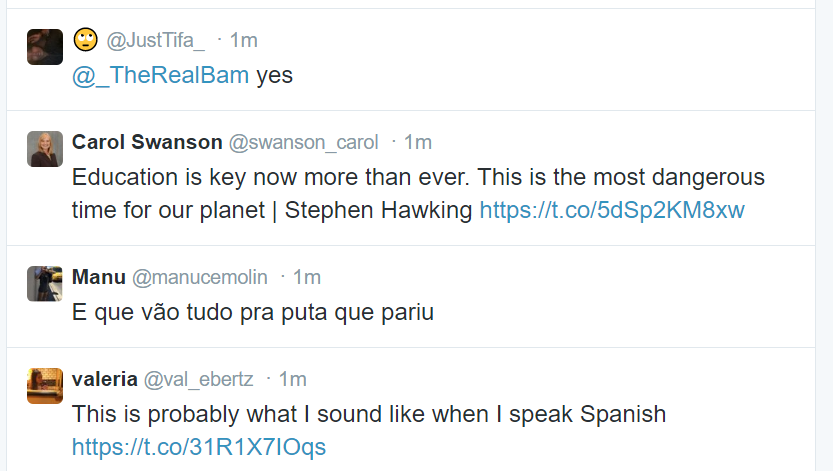 🙄 @JustTifa_ · 1m
@_TheRealBam yes
Carol Swanson @swanson_carol · 1m
Education is key now more than ever. This is the most dangerous
time for our planet | Stephen Hawking https://t.co/5dSp2KM8xw
Manu @manucemolin · 1m
E que vão tudo pra puta que pariu
valeria @val_ebertz · 1m
This is probably what I sound like when I speak Spanish
https://t.co/31R1X7IOqs